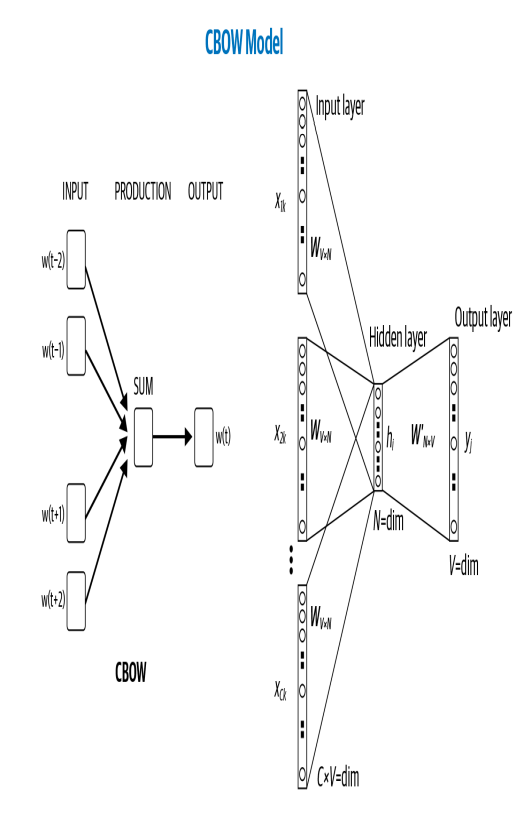 CBOW Model
INPUT PRODUCTION OUTPUT
w(t−2)
w(t−1)
SUM
w(t)
w(t+1)
w(t+2)
CBOW
Input layer
x1k
WV×N
Hidden layer
Output layer
x2k
WV×N
hi
W'N×V
yj
N=dim
V=dim
WV×N
xCk
C×V=dim